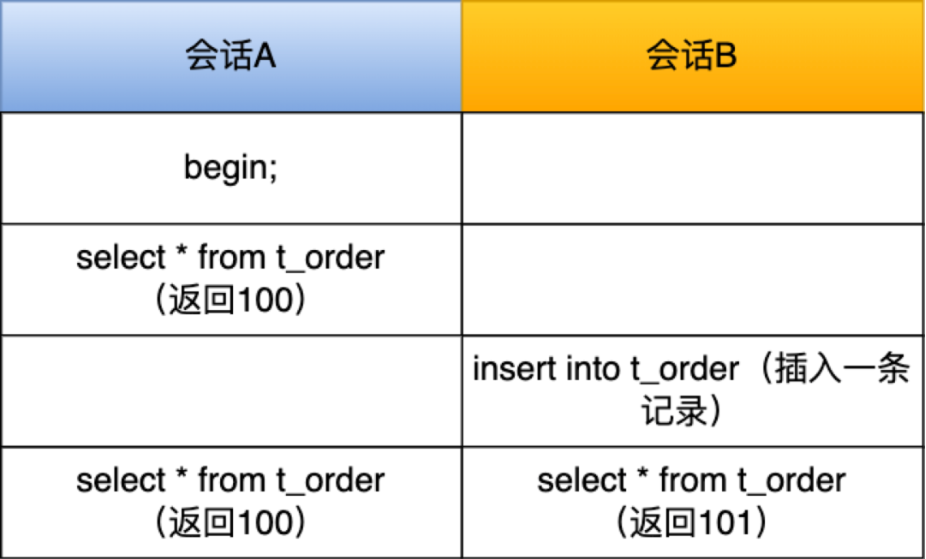 会话A
会话B
begin;
select * from t_order
（返回100）
insert into t_order（插入一条
记录）
select * from t_order
（返回100）
select * from t_order
（返回101）